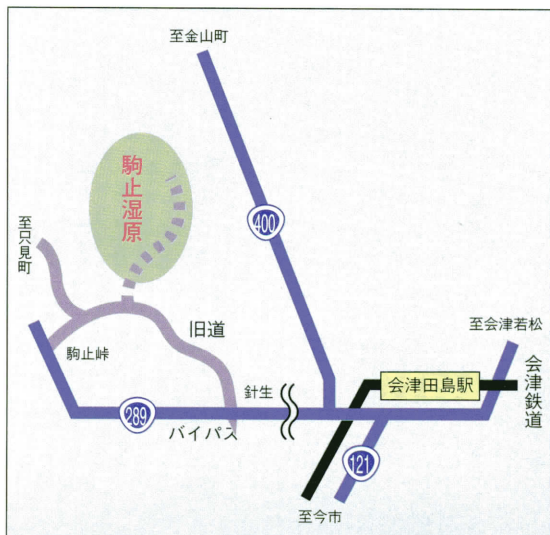 至金山町
駒止湿原
400
至只見町
旧道
至会津若松
駒止峠
会津田島駅
会津鉄道
針生
289
バイパス
121
至今市